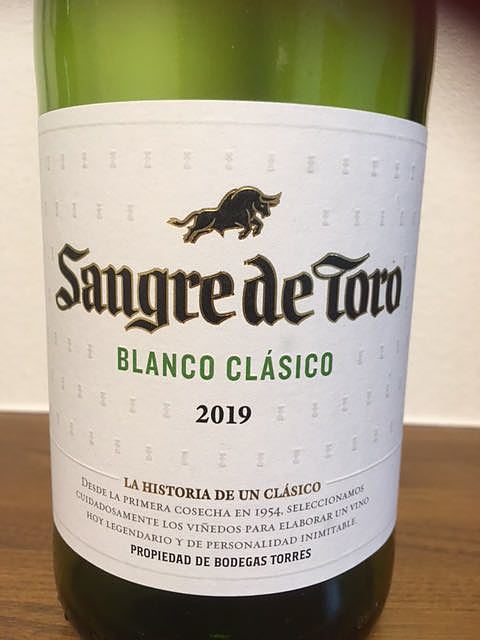 Sangre de Toro
BLANCO CLÁSICO
2019
LA HISTORIA DE UN CLÁSICO
DESDE LA PRIMERA COSECHA EN 1954, SELECCIONAMOS
CUIDADOSAMENTE LOS VIÑEDOS PARA ELABORAR UN VINO
HOY LEGENDARIO Y DE PERSONALIDAD INIMITABLE.
PROPIEDAD DE BODEGAS TORRES